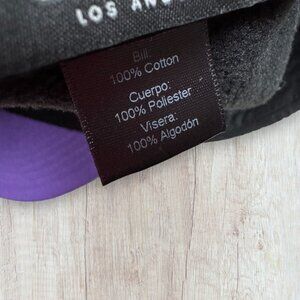 LOS AN
Bill:
100% Cotton
Cuerpo:
100% Poliester
Visera:
100% Algodón